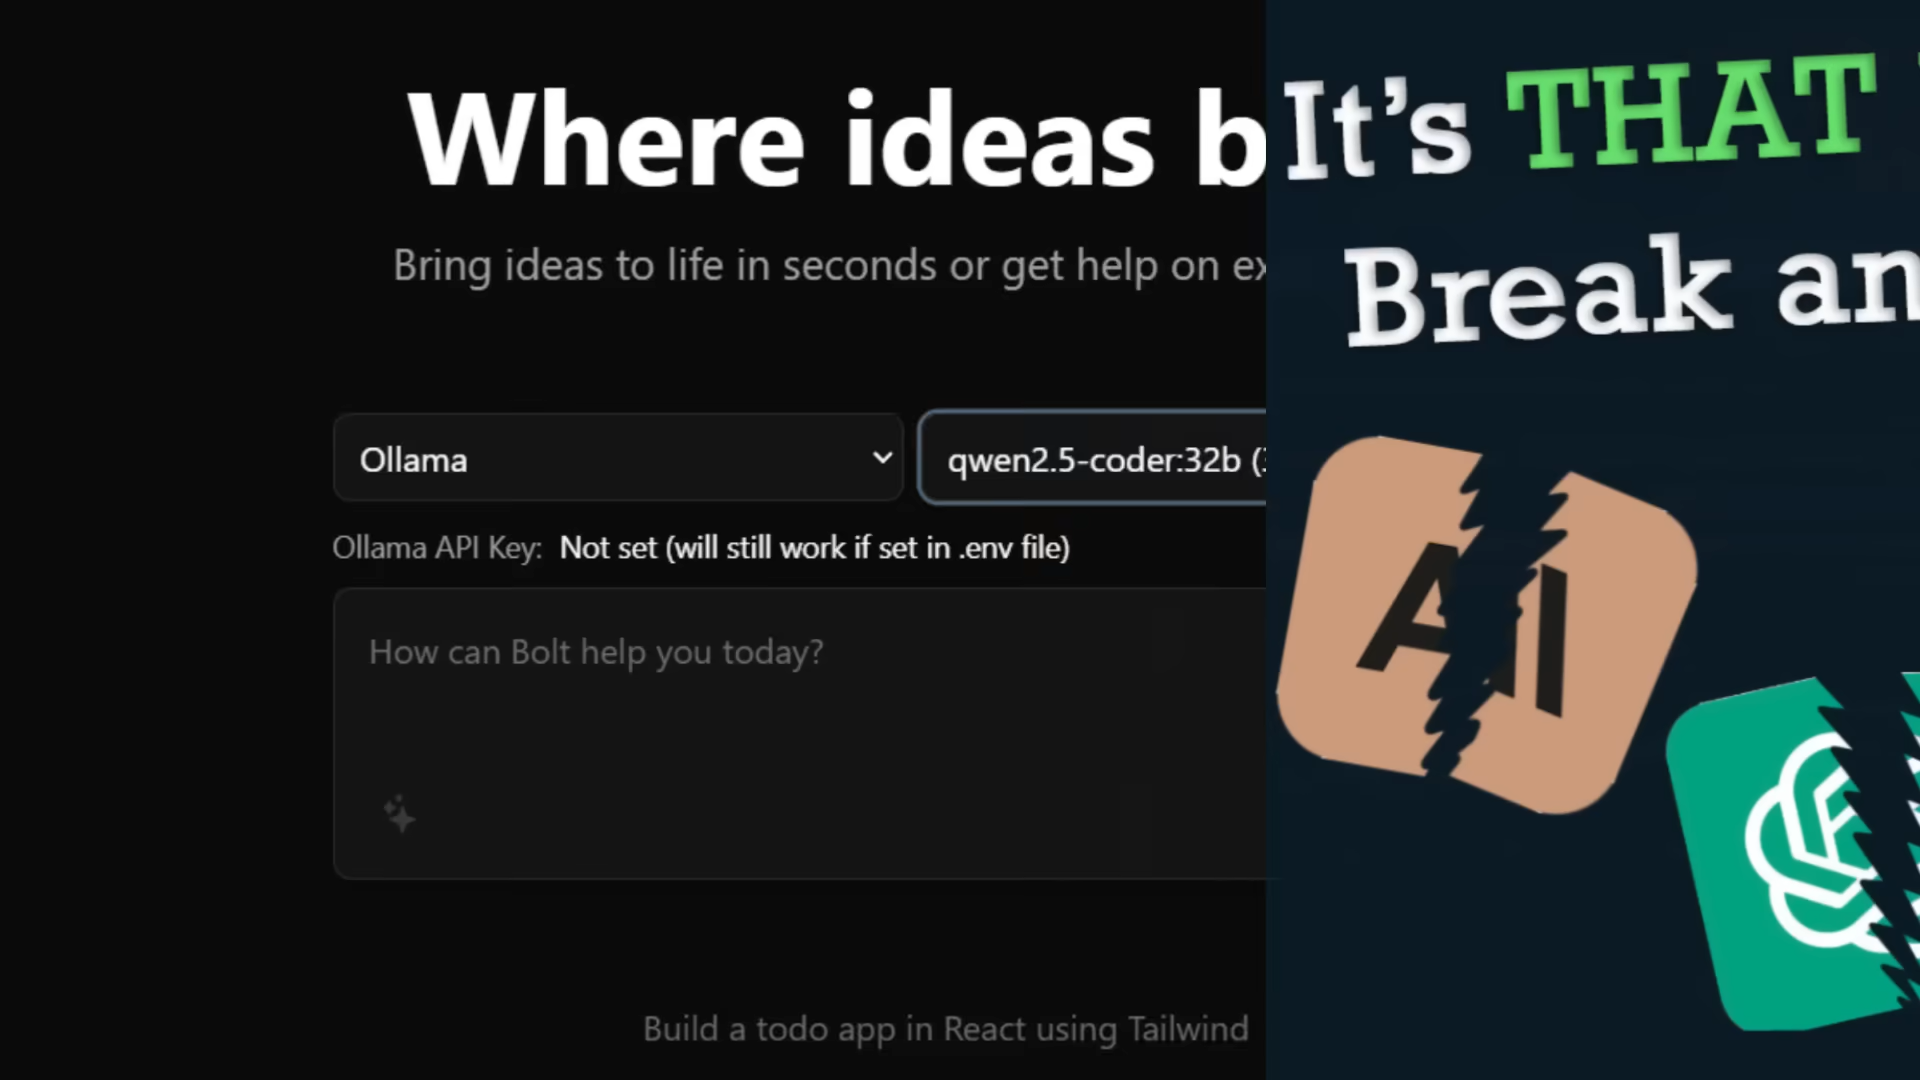 Where ideas b
Bring ideas to life in seconds or get help on ex
Ollama
qwen2.5-coder:32b (
Ollama API Key: Not set (will still work if set in .env file)
How can Bolt help you today?
Build a todo app in React using Tailwind
It's THAT
Break an
AI